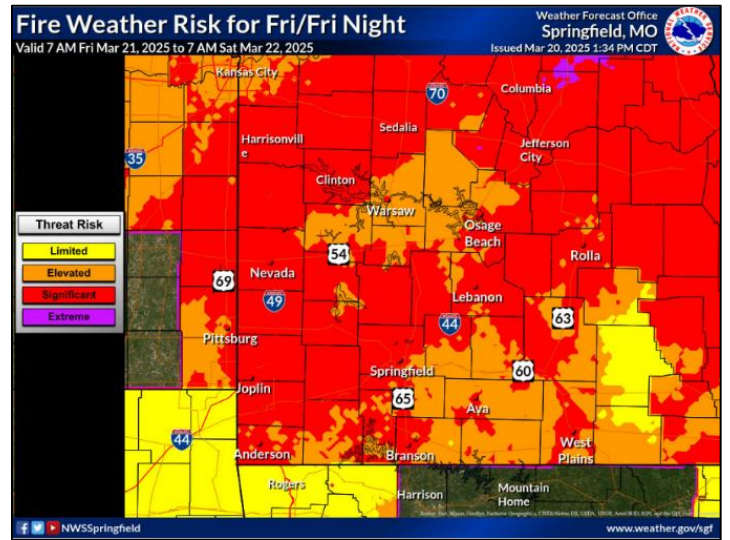 Fire Weather Risk for Fri/Fri Night
Valid 7 AM Fri Mar 21, 2025 to 7 AM Sat Mar 22, 2025
Weather Forecast Office
Springfield, MO
Issued Mar 20, 2025 1:34 PM CDT
Kansas City
70
Columbia
Sedalia
Harrisonvill
e
Jefferson
City
35
Clinton
Warsaw
Osage
Beach
54
Rolla
Threat Risk
Limited
Elevated
Significant
Extreme
69
Nevada
49
Lebanon
63
44
Pittsburg
Springfield
60
Joplin
65
Ava
44
West
Plains
Anderson
Branson
Rogers
Harrison
Mountain
Home
NWSSpringfield
www.weather.gov/sgf